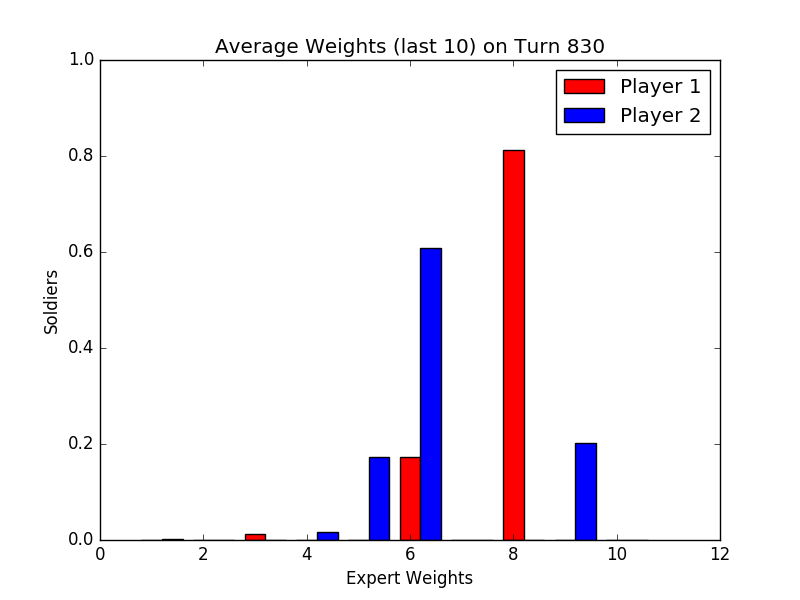 Average Weights (last 10) on Turn 830
1.0
Player 1
Player 2
0.8
0.6
Soldiers
0.4
0.2
0.0
0 2 4 6 8 10 12
Expert Weights